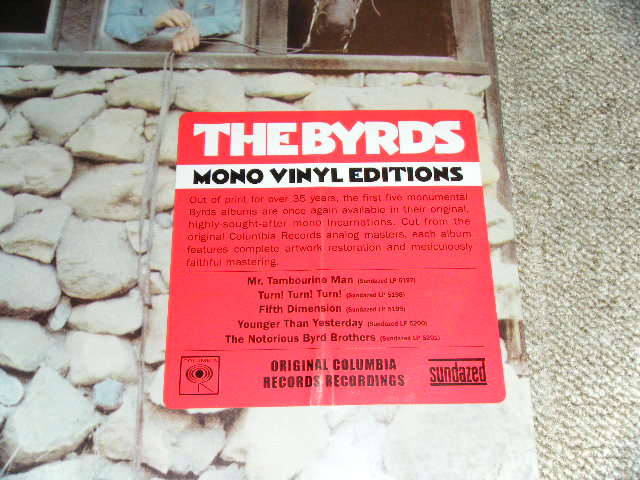 THE BYRDS
MONO VINYL EDITIONS
Out of print for over 35 years, the first five monumental
Byrds albums are once again available in their original,
highly-sought-after mono incarnations. Cut from the
original Columbia Records analog masters, each album
features complete artwork restoration and meticulously
faithful mastering.
Mr. Tambourine Man (Sundazed LP 5197)
Turn! Turn! Turn! (Sundazed LP 5198)
Fifth Dimension (Sundazed LP 5199)
Younger Than Yesterday (Sundazed LP 5200)
The Notorious Byrd Brothers (Sundazed LP 5201)
COLUMBIA
ORIGINAL COLUMBIA
RECORDS RECORDINGS
sundazed